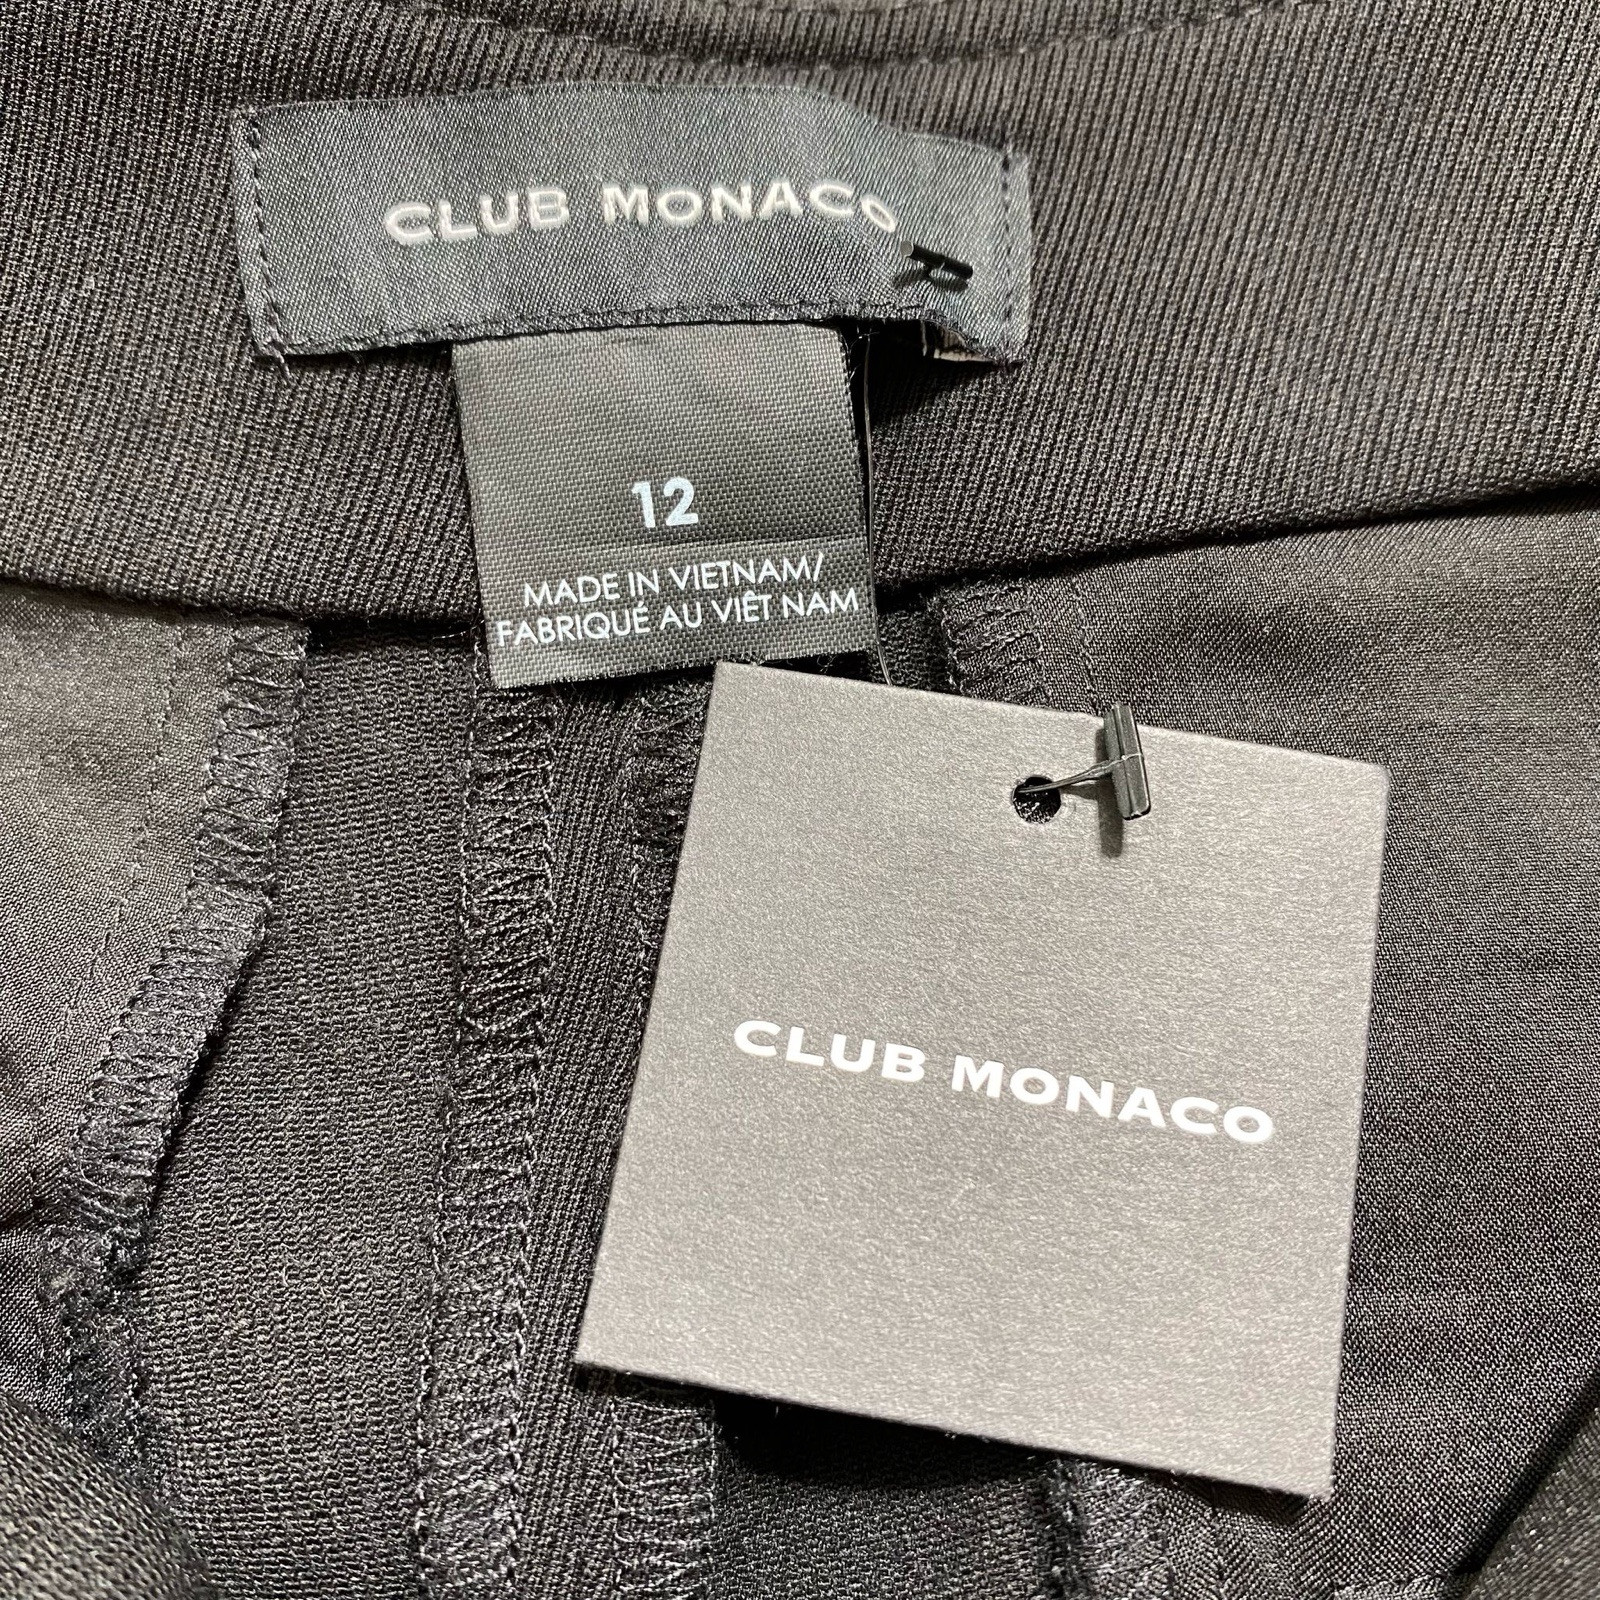 CLUB MONACO
12
MADE IN VIETNAM/
FABRIQUÉ AU VIÊT NAM
CLUB MONACO